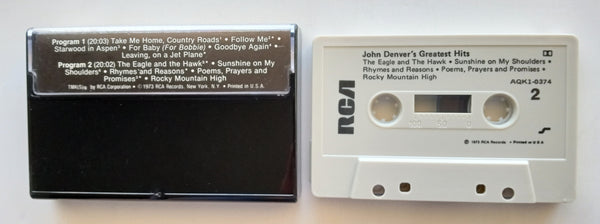 Program 1 (20:03) Take Me Home, Country Roads* • Follow Me** •
Starwood in Aspen* • For Baby (For Bobbie) • Goodbye Again* •
Leaving, on a Jet Plane*
Program 2 (20:02) The Eagle and the Hawk** • Sunshine on My
Shoulders* • Rhymes and Reasons* • Poems, Prayers and
Promises** • Rocky Mountain High
TMK(S)® by RCA Corporation • © 1973 RCA Records, New York, N.Y. • Printed in U.S.A.
John Denver's Greatest Hits
The Eagle and The Hawk • Sunshine on My Shoulders •
Rhymes and Reasons • Poems, Prayers and Promises •
Rocky Mountain High
AQK1-0374
2
RCA
100 50 0
© 1973 RCA Records • Printed in U.S.A.